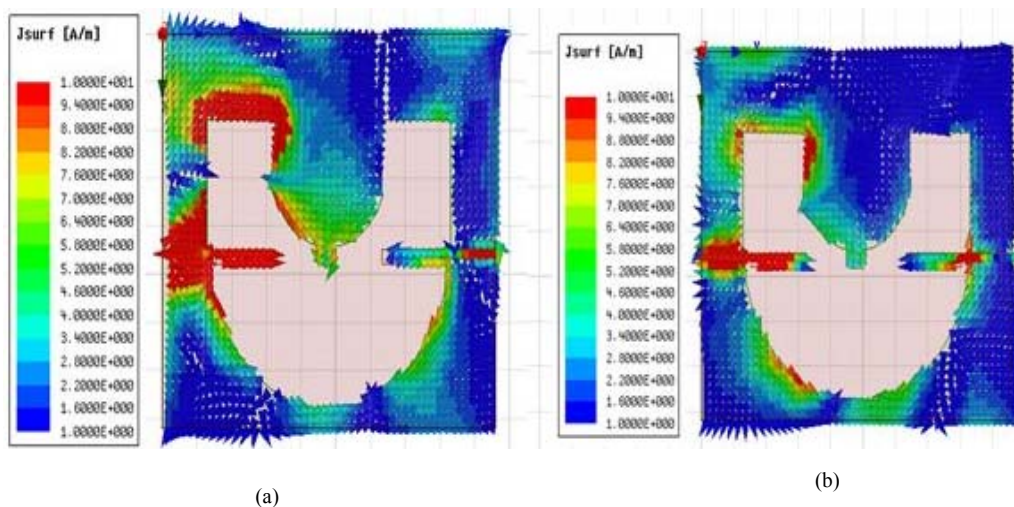 Jsurf [A/m]
1.0000E+001
9.4000E+000
8.8000E+000
8.2000E+000
7.6000E+000
7.0000E+000
6.4000E+000
5.8000E+000
5.2000E+000
4.6000E+000
4.0000E+000
3.4000E+000
2.8000E+000
2.2000E+000
1.6000E+000
1.0000E+000
(a)
Jsurf [A/m]
1.0000E+001
9.4000E+000
8.8000E+000
8.2000E+000
7.6000E+000
7.0000E+000
6.4000E+000
5.8000E+000
5.2000E+000
4.6000E+000
4.0000E+000
3.4000E+000
2.8000E+000
2.2000E+000
1.6000E+000
1.0000E+000
(b)